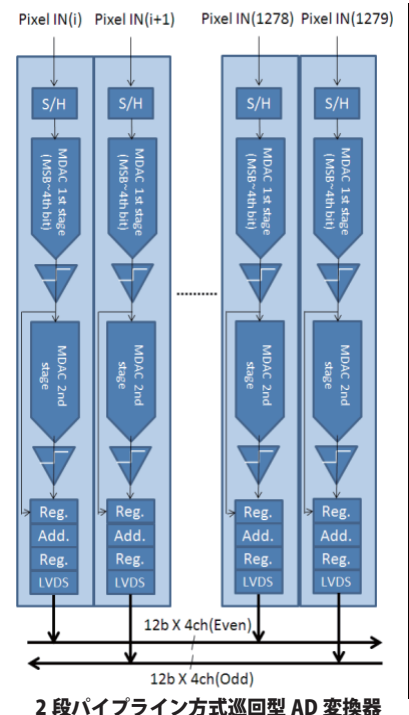 Pixel IN(i) Pixel IN(i+1) Pixel IN(1278) Pixel IN(1279)
S/H S/H S/H S/H
MDAC 1st stage
(MSB~4th bit)
MDAC 1st stage
(MSB~4th bit)
MDAC 1st stage
(MSB~4th bit)
MDAC 1st stage
(MSB~4th bit)
..........
MDAC 2nd
stage
MDAC 2nd
stage
MDAC 2nd
stage
MDAC 2nd
stage
Reg. Reg. Reg. Reg.
Add. Add. Add. Add.
Reg. Reg. Reg. Reg.
LVDS LVDS LVDS LVDS
12b X 4ch(Even)
12b X 4ch(Odd)
2 段パイプライン方式巡回型 AD 変換器